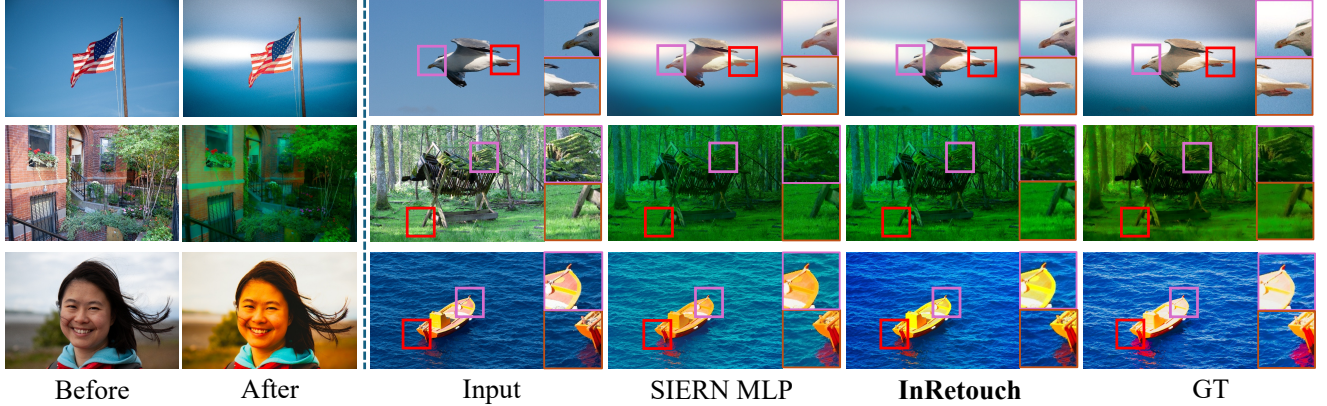 Before
After
Input
SIERN MLP
InRetouch
GT